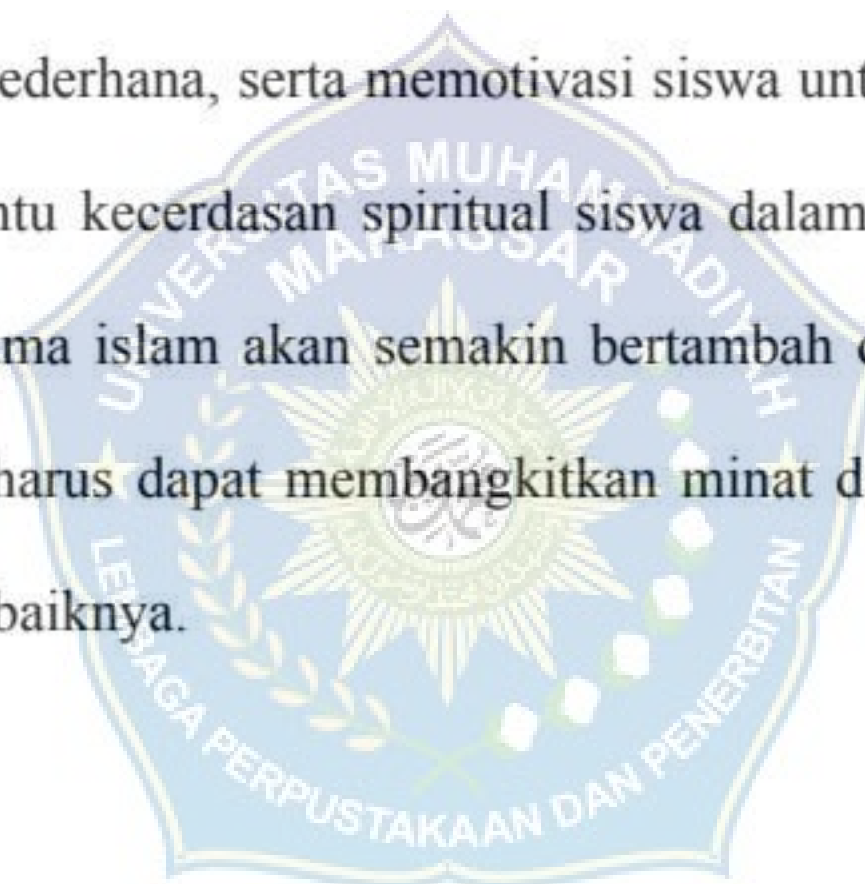 ederhana, serta memotivasi siswa unt
ntu kecerdasan spiritual siswa dalam
ma islam akan semakin bertambah
harus dapat membangkitkan minat d
baiknya.
UNIVERSITAS MUHAMMADIYAH
MAKASSAR
LEMBAGA PERPUSTAKAAN DAN PENERBITAN